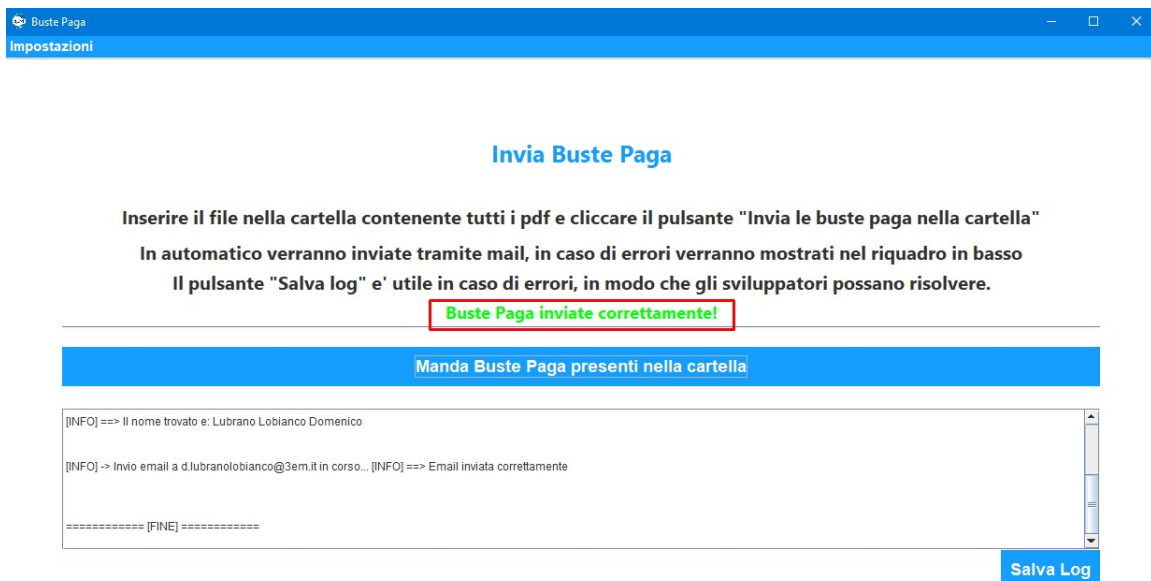 Buste Paga
Impostazioni
Invia Buste Paga
Inserire il file nella cartella contenente tutti i pdf e cliccare il pulsante "Invia le buste paga nella cartella"
In automatico verranno inviate tramite mail, in caso di errori verranno mostrati nel riquadro in basso
Il pulsante "Salva log" e' utile in caso di errori, in modo che gli sviluppatori possano risolvere.
Buste Paga inviate correttamente!
Manda Buste Paga presenti nella cartella
[INFO] ==> Il nome trovato e: Lubrano Lobianco Domenico
[INFO] -> Invio email a d.lubranolobianco@3em.it in corso... [INFO] ==> Email inviata correttamente
============ [FINE] ============
Salva Log